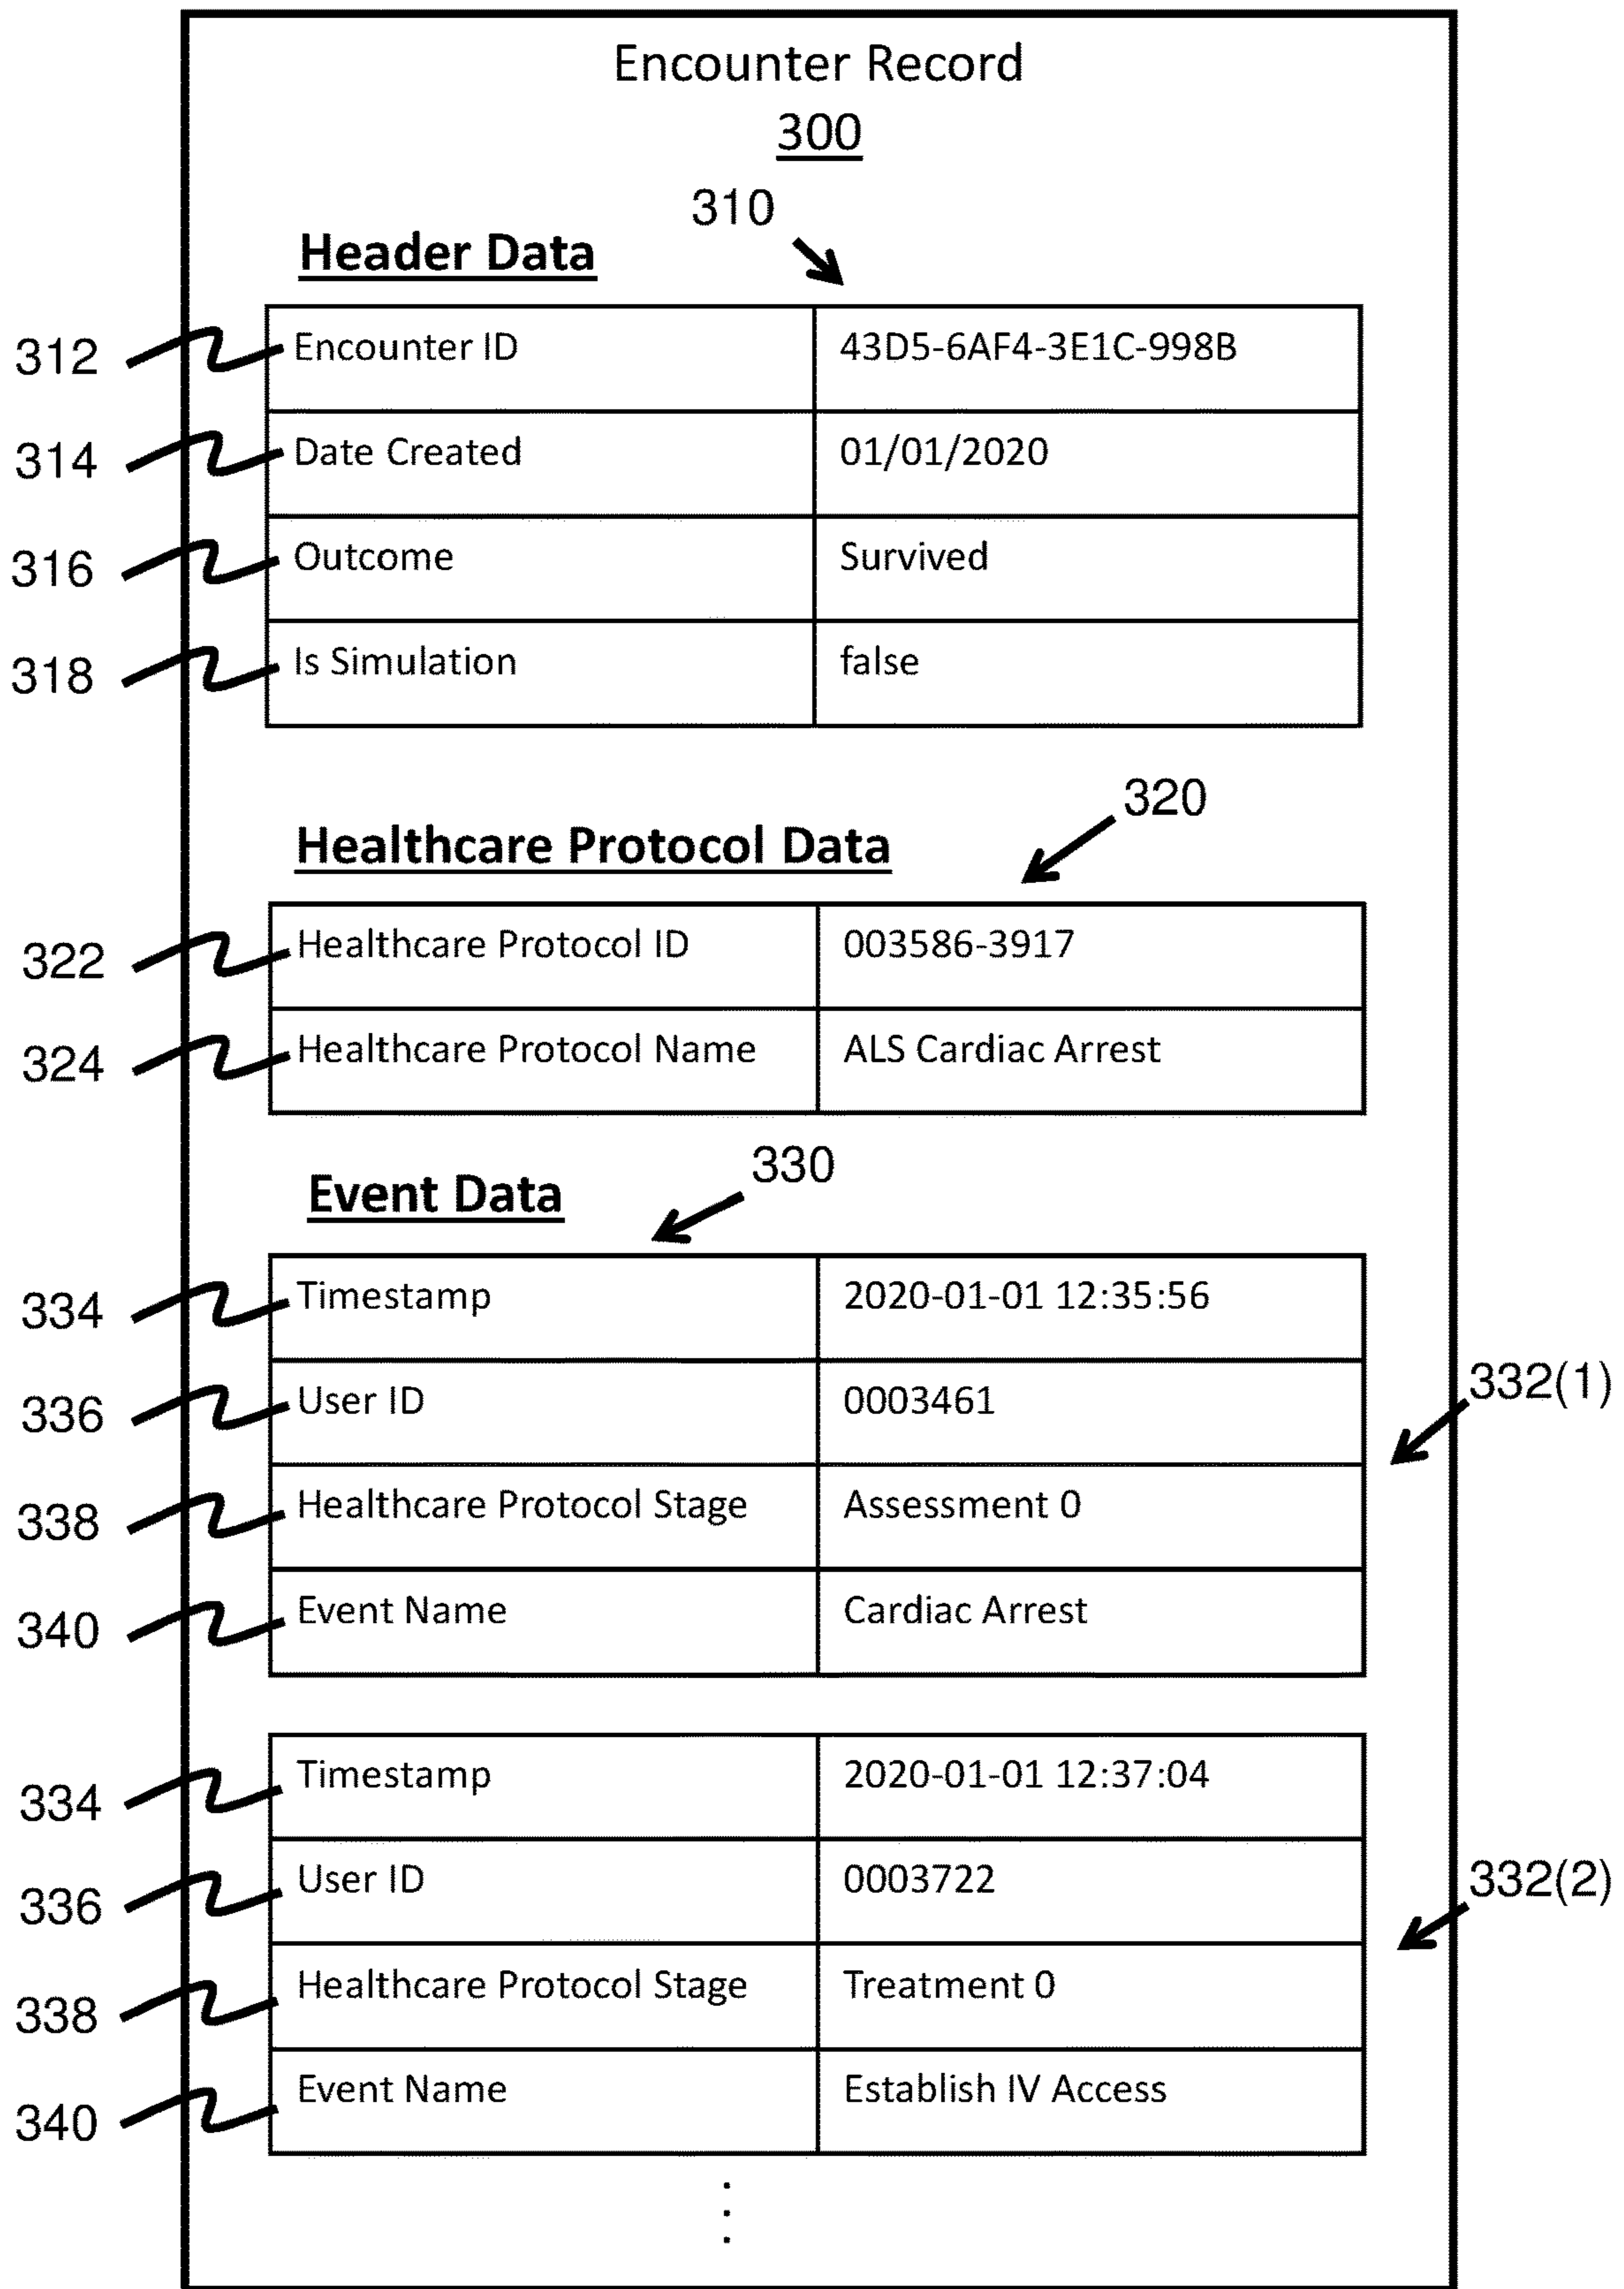 Encounter Record
300
310
Header Data
312 Encounter ID 43D5-6AF4-3E1C-998B
314 Date Created 01/01/2020
316 Outcome Survived
318 Is Simulation false
320
Healthcare Protocol Data
322 Healthcare Protocol ID 003586-3917
324 Healthcare Protocol Name ALS Cardiac Arrest
330
Event Data
334 Timestamp 2020-01-01 12:35:56
332(1)
336 User ID 0003461
338 Healthcare Protocol Stage Assessment 0
340 Event Name Cardiac Arrest
334 Timestamp 2020-01-01 12:37:04
336 User ID 0003722 332(2)
338 Healthcare Protocol Stage Treatment 0
340 Event Name Establish IV Access